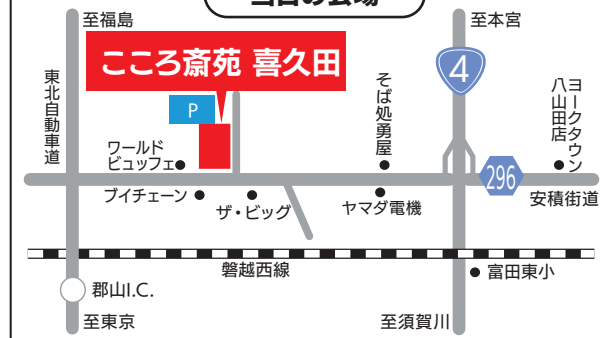 当日の会場
至福島
至本宮
こころ斎苑 喜久田
4
P
東北自動車道
そば処勇屋
ヨークタウン
八山田店
ワールド
ビュッフェ
296
安積街道
ブイチェーン
ザ・ビッグ
ヤマダ電機
磐越西線
富田東小
郡山I.C.
至東京
至須賀川